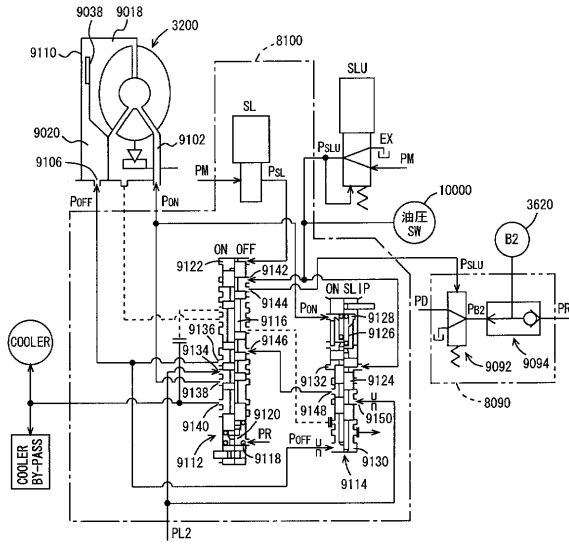 9038
9018
3200
9110
8100
SLU
SL
9102
PSLU
EX
9020
PSL
PM
PM
9106
10000
POFF
PON
油圧
SW
3620
B2
ON OFF
9142
9122
9144
PSLU
ON SLIP
9128
PON
9126
PD
PB2
PR
9116
COOLER
9136
9146
9092
9094
9134
9132
9124
9138
9148
8090
9140
9150
9120
COOLER
BY-PASS
PR
POFF
9112
9118
9130
9114
PL2